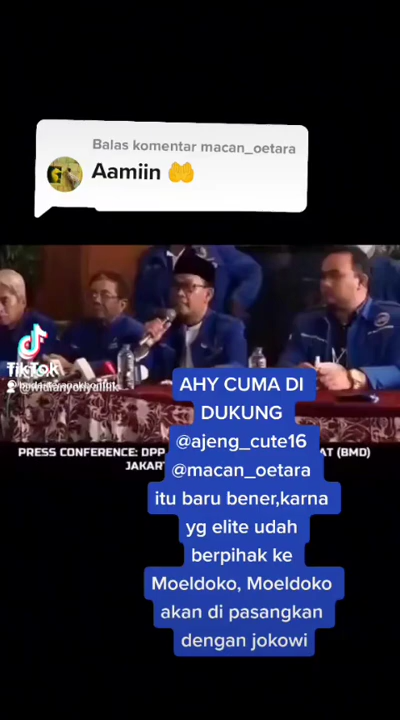 Balas komentar macan_oetara
Aamiin 🤲
TikTok
PRESS CONFERENCE: DPP
AT (BMD)
JAKART
AHY CUMA DI
DUKUNG
@ajeng_cute16
@macan_oetara
itu baru bener,karna
yg elite udah
berpihak ke
Moeldoko, Moeldoko
akan di pasangkan
dengan jokowi